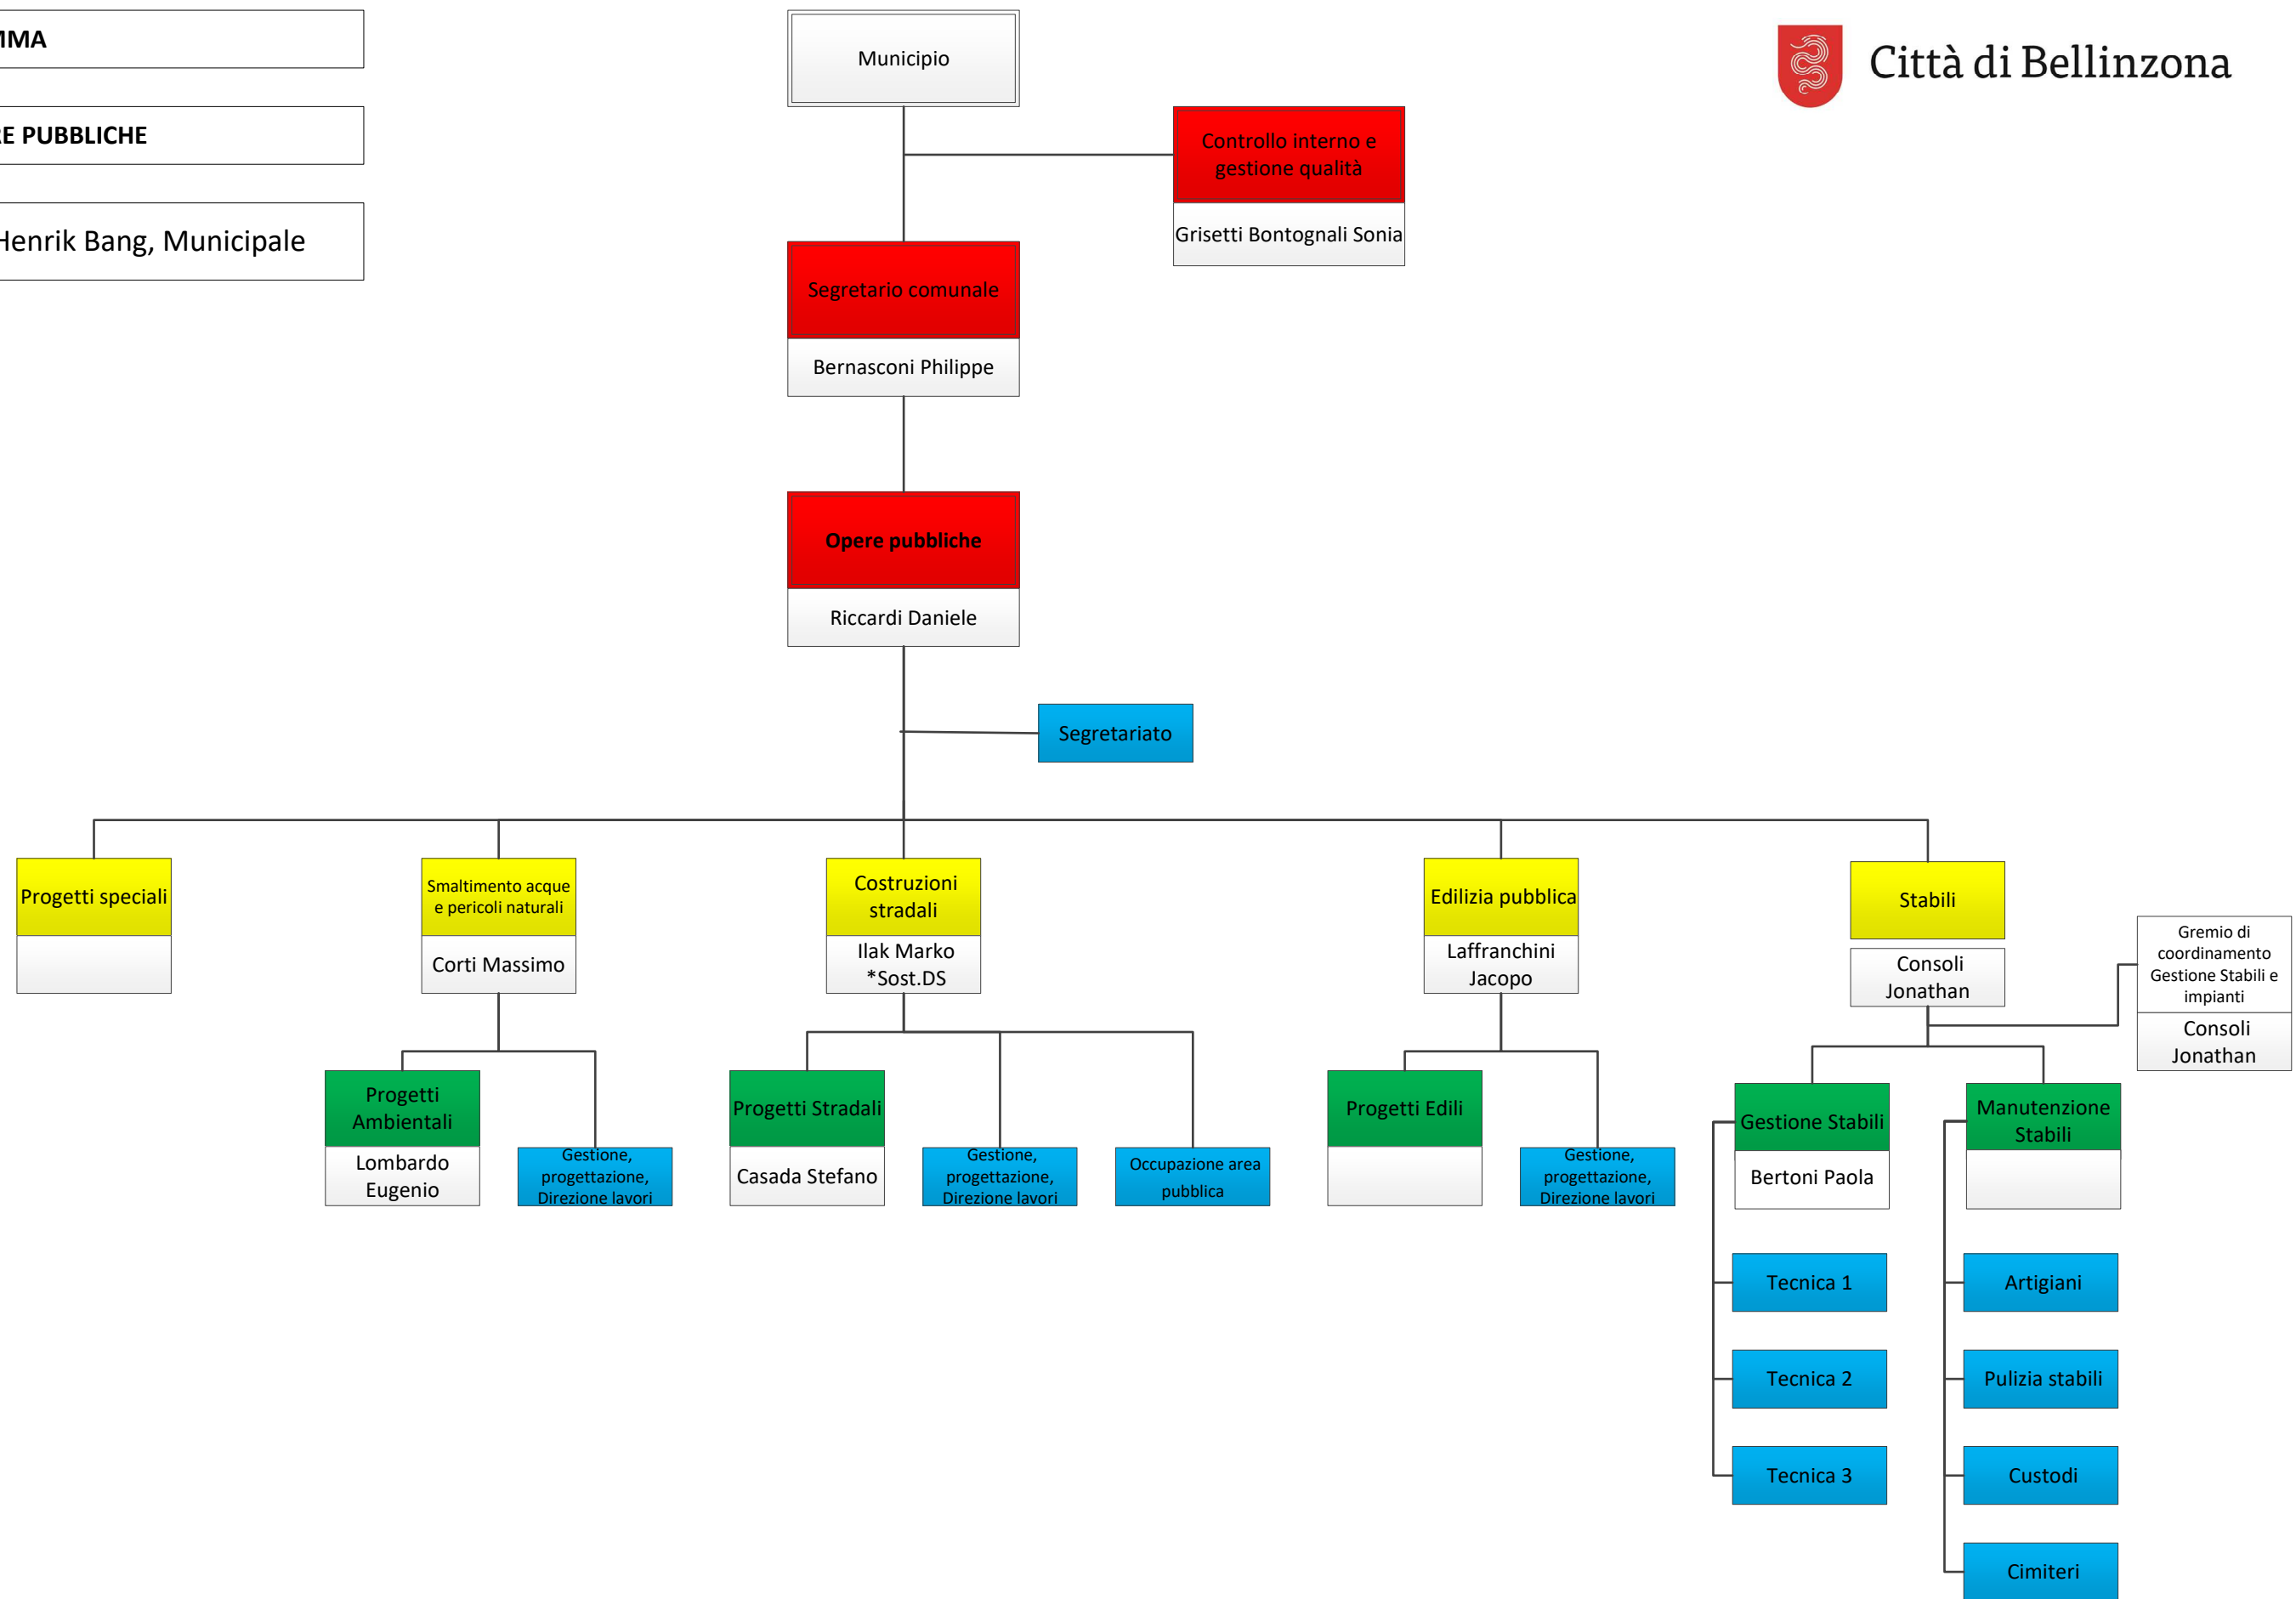 MMA
RE PUBBLICHE
Henrik Bang, Municipale
Città di Bellinzona
Municipio
Controllo interno e
gestione qualità
Grisetti Bontognali Sonia
Segretario comunale
Bernasconi Philippe
Opere pubbliche
Riccardi Daniele
Segretariato
Progetti speciali
Smaltimento acque
e pericoli naturali
Corti Massimo
Costruzioni
stradali
Ilak Marko
*Sost.DS
Edilizia pubblica
Laffranchini
Jacopo
Stabili
Consoli
Jonathan
Gremio di
coordinamento
Gestione Stabili e
impianti
Consoli
Jonathan
Progetti
Ambientali
Lombardo
Eugenio
Gestione,
progettazione,
Direzione lavori
Progetti Stradali
Casada Stefano
Gestione,
progettazione,
Direzione lavori
Occupazione area
pubblica
Progetti Edili
Gestione,
progettazione,
Direzione lavori
Gestione Stabili
Bertoni Paola
Tecnica 1
Tecnica 2
Tecnica 3
Manutenzione
Stabili
Artigiani
Pulizia stabili
Custodi
Cimiteri